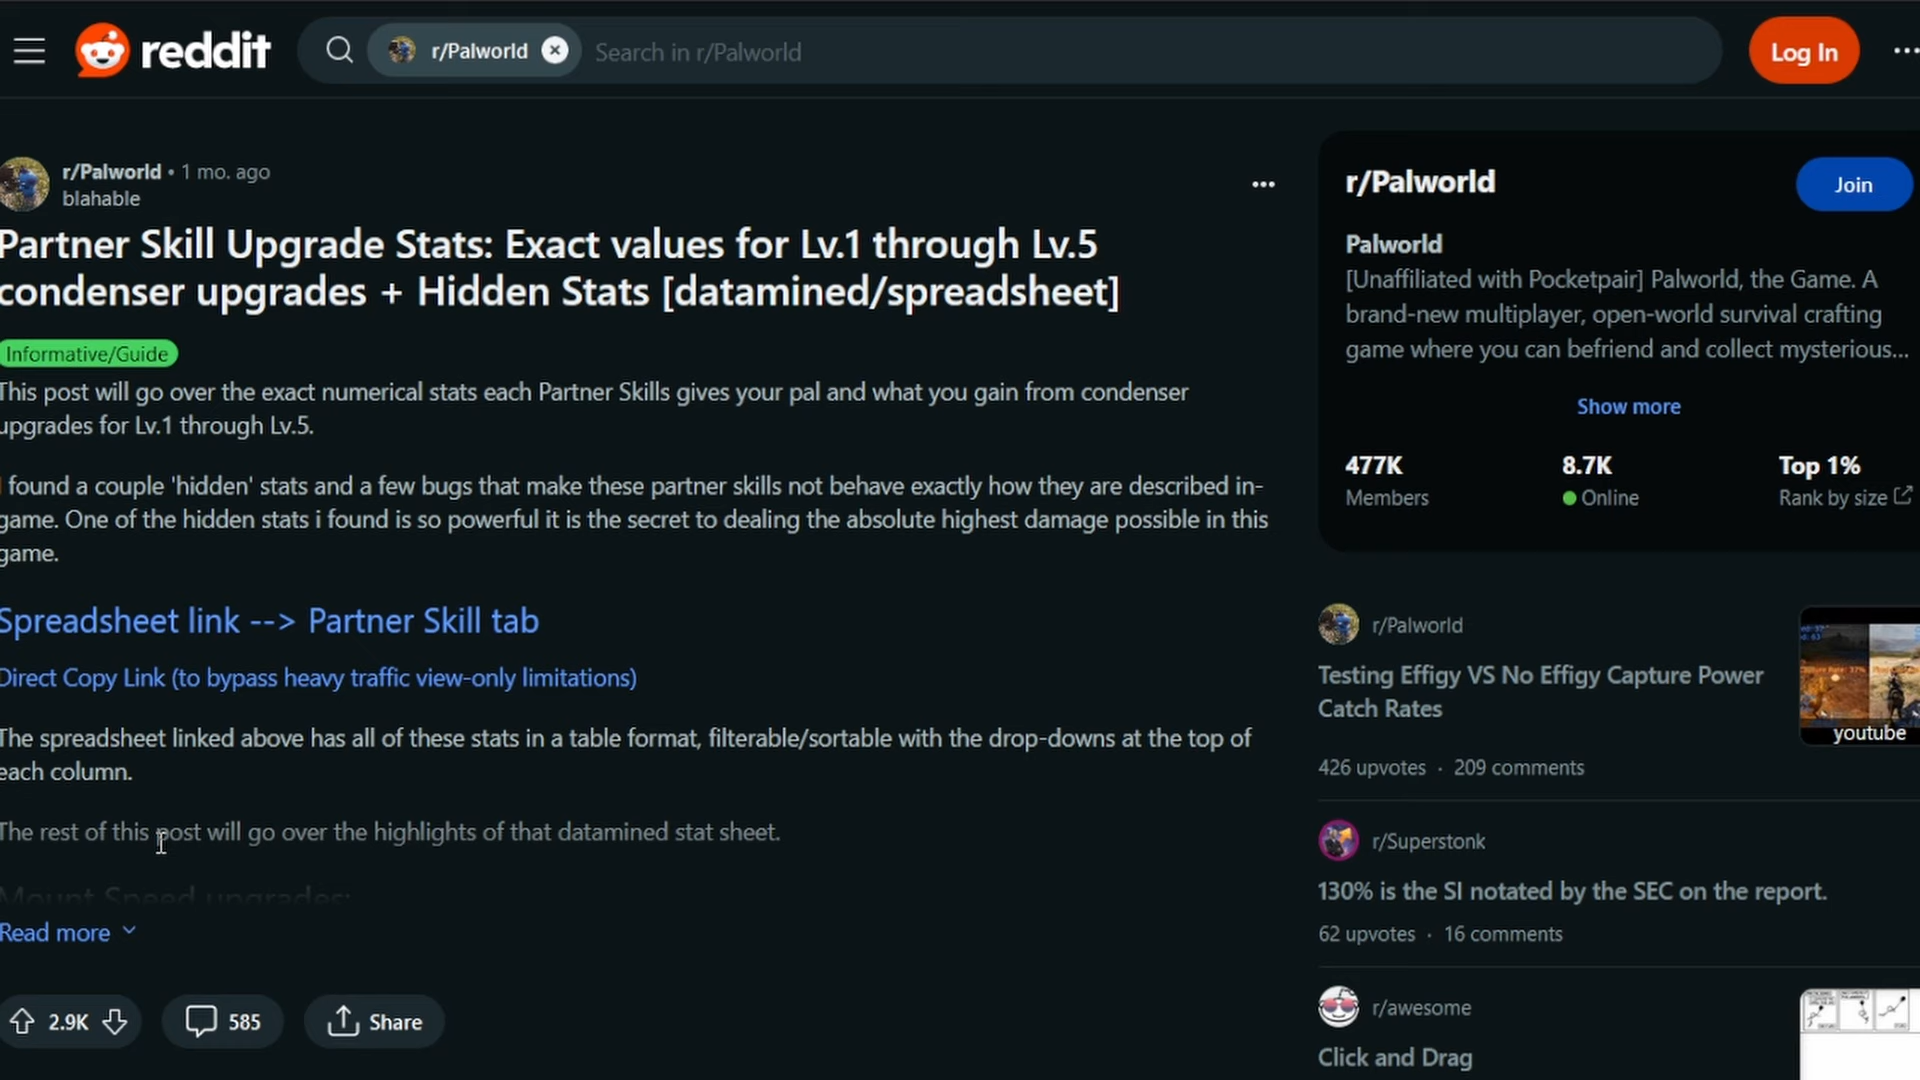 reddit
r/Palworld
Search in r/Palworld
Log In
r/Palworld • 1 mo. ago
blahable
Partner Skill Upgrade Stats: Exact values for Lv.1 through Lv.5
condenser upgrades + Hidden Stats [datamined/spreadsheet]
Informative/Guide
This post will go over the exact numerical stats each Partner Skills gives your pal and what you gain from condenser
upgrades for Lv.1 through Lv.5.
I found a couple 'hidden' stats and a few bugs that make these partner skills not behave exactly how they are described in-
game. One of the hidden stats i found is so powerful it is the secret to dealing the absolute highest damage possible in this
game.
Spreadsheet link --> Partner Skill tab
Direct Copy Link (to bypass heavy traffic view-only limitations)
The spreadsheet linked above has all of these stats in a table format, filterable/sortable with the drop-downs at the top of
each column.
The rest of this post will go over the highlights of that datamined stat sheet.
Mount Speed upgrades:
Read more
2.9K
585
Share
r/Palworld
Join
Palworld
[Unaffiliated with Pocketpair] Palworld, the Game. A
brand-new multiplayer, open-world survival crafting
game where you can befriend and collect mysterious...
Show more
477K
Members
8.7K
Online
Top 1%
Rank by size
r/Palworld
Testing Effigy VS No Effigy Capture Power
Catch Rates
youtube
426 upvotes · 209 comments
r/Superstonk
130% is the SI notated by the SEC on the report.
62 upvotes · 16 comments
r/awesome
Click and Drag